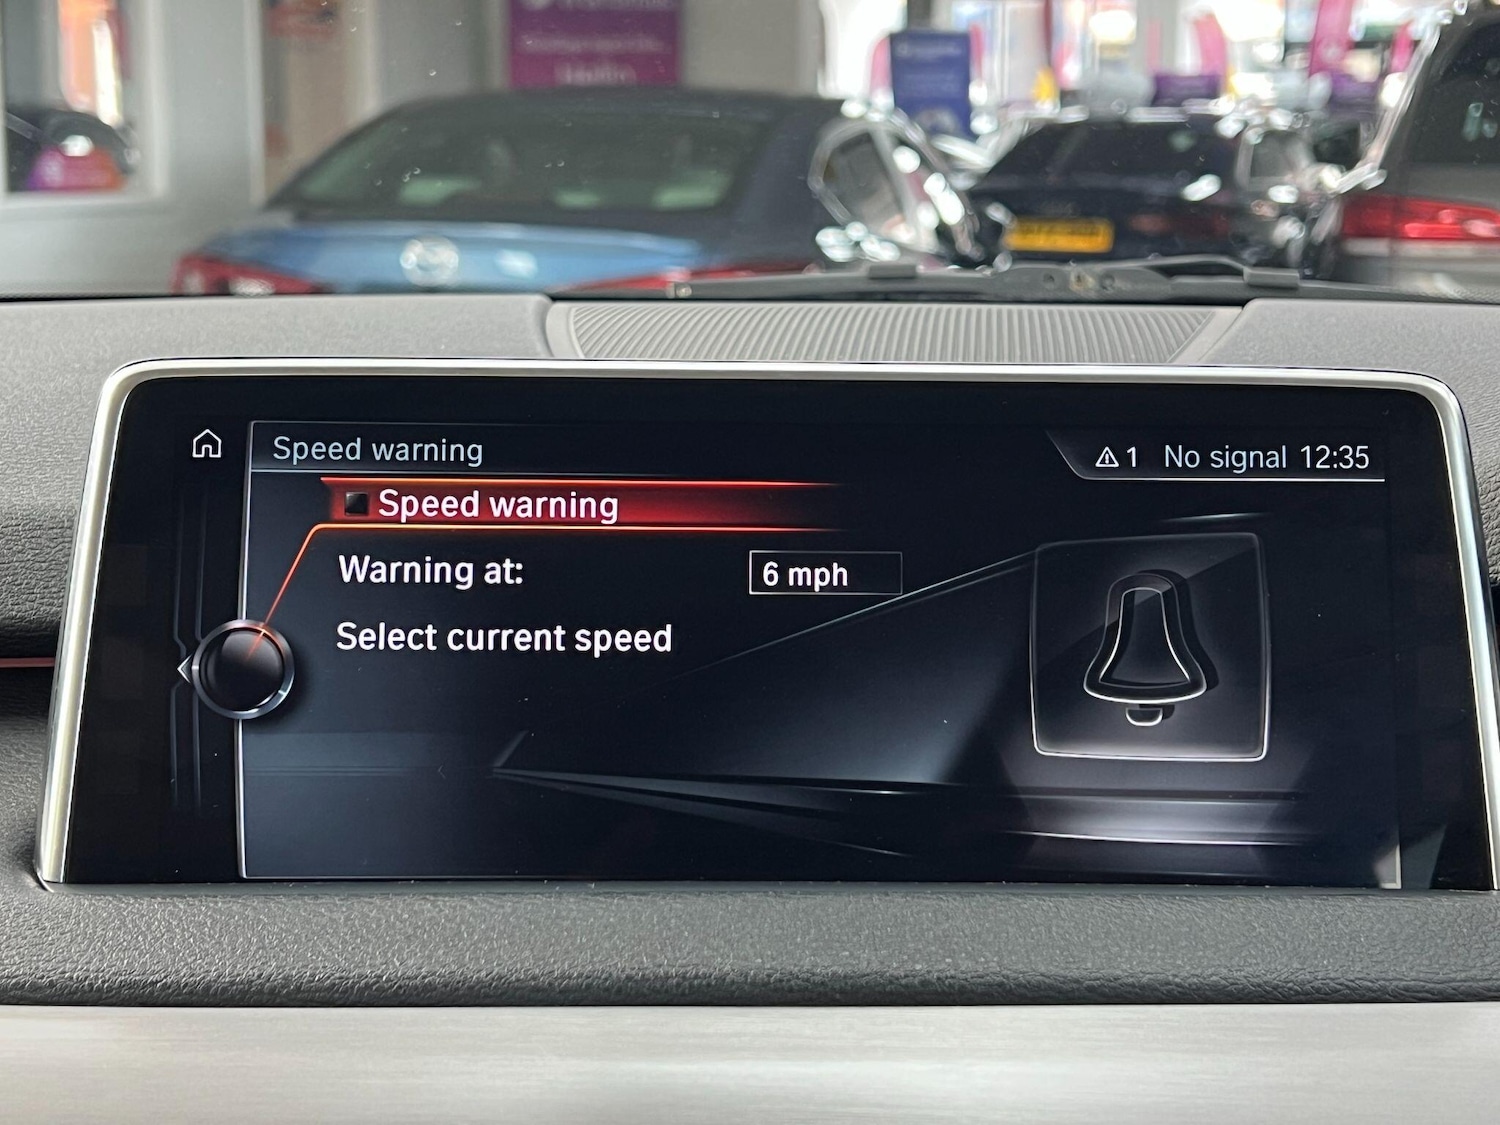 Speed warning
1 No signal 12:35
Speed warning
Warning at: 6 mph
Select current speed